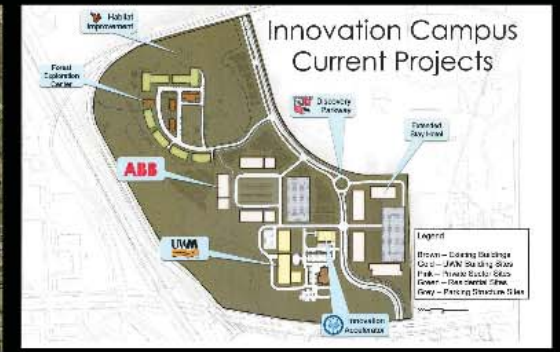 Innovation Campus
Current Projects
Habitat
Improvement
Forest
Exploration
Center
Discovery
Parkway
Extended
Stay Hotel
ABB
UWM
Innovation
Accelerator
Legend
Brown – Existing Buildings
Gold – UWM Building Sites
Pink – Private Sector Sites
Green – Residential Sites
Grey – Parking Structure Sites